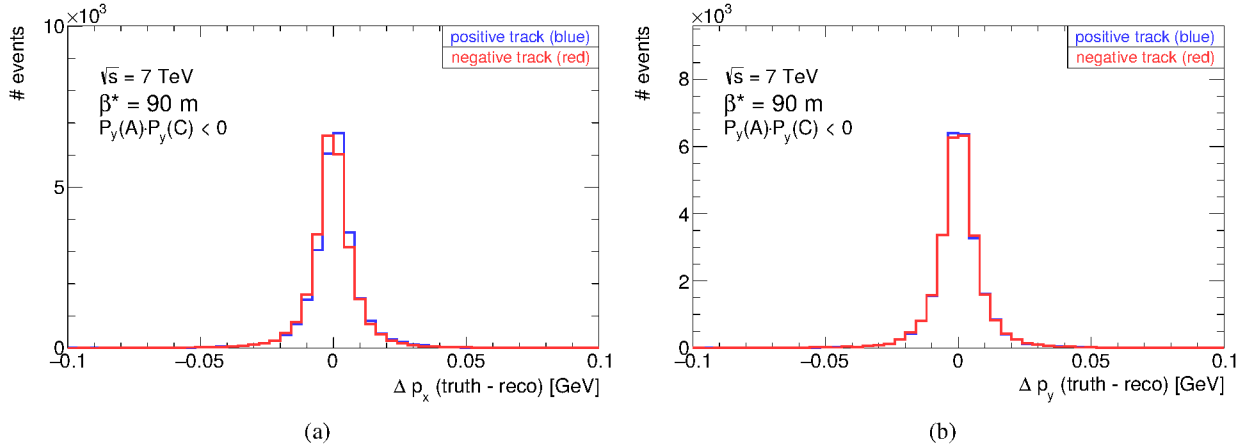 ×10³
# events
10
5
0
positive track (blue)
negative track (red)
√s = 7 TeV
β* = 90 m
P_y(A)·P_y(C) < 0
−0.1 −0.05 0 0.05 0.1
Δ p_x (truth - reco) [GeV]
(a)
×10³
# events
8
6
4
2
0
positive track (blue)
negative track (red)
√s = 7 TeV
β* = 90 m
P_y(A)·P_y(C) < 0
−0.1 −0.05 0 0.05 0.1
Δ p_y (truth - reco) [GeV]
(b)